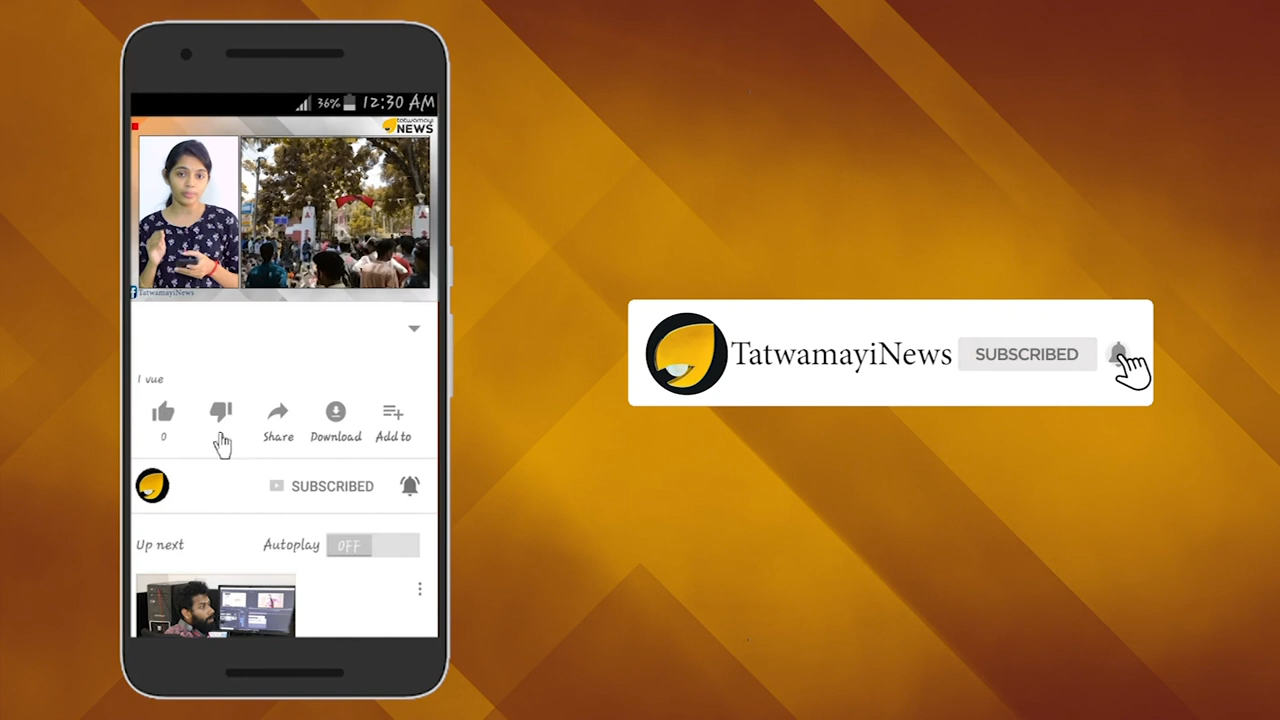 36% 12:30 AM
tatwamayi
NEWS
TatwamayiNews
1 vue
0 Share Download Add to
SUBSCRIBED
Up next Autoplay OFF
TatwamayiNews SUBSCRIBED